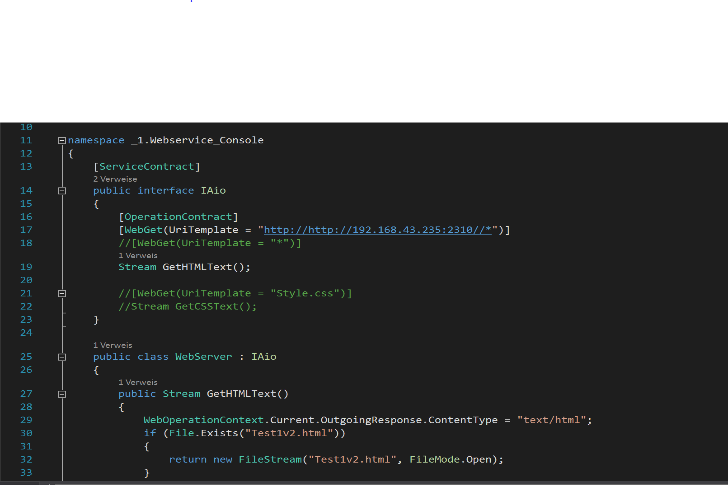 10
11 namespace _1.Webservice_Console
12 {
13 [ServiceContract]
2 Verweise
14 public interface IAio
15 {
16 [OperationContract]
17 [WebGet(UriTemplate = "http://http://192.168.43.235:2310//*")]
18 //[WebGet(UriTemplate = "*")]
1 Verweis
19 Stream GetHTMLText();
20
21 //[WebGet(UriTemplate = "Style.css")]
22 //Stream GetCSSText();
23 }
24
1 Verweis
25 public class WebServer : IAio
26 {
1 Verweis
27 public Stream GetHTMLText()
28 {
29 WebOperationContext.Current.OutgoingResponse.ContentType = "text/html";
30 if (File.Exists("Test1v2.html"))
31 {
32 return new FileStream("Test1v2.html", FileMode.Open);
33 }